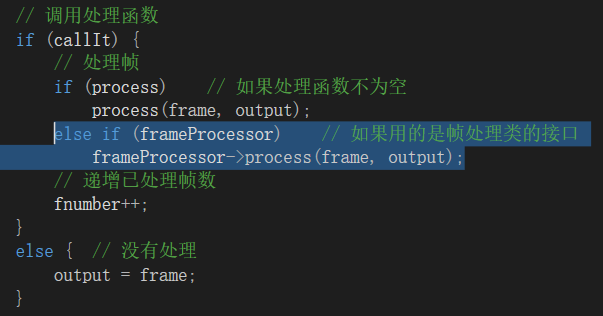 // 调用处理函数
if (callIt) {
// 处理帧
if (process) // 如果处理函数不为空
process(frame, output);
else if (frameProcessor) // 如果用的是帧处理类的接口
frameProcessor->process(frame, output);
// 递增已处理帧数
fnumber++;
}
else { // 没有处理
output = frame;
}